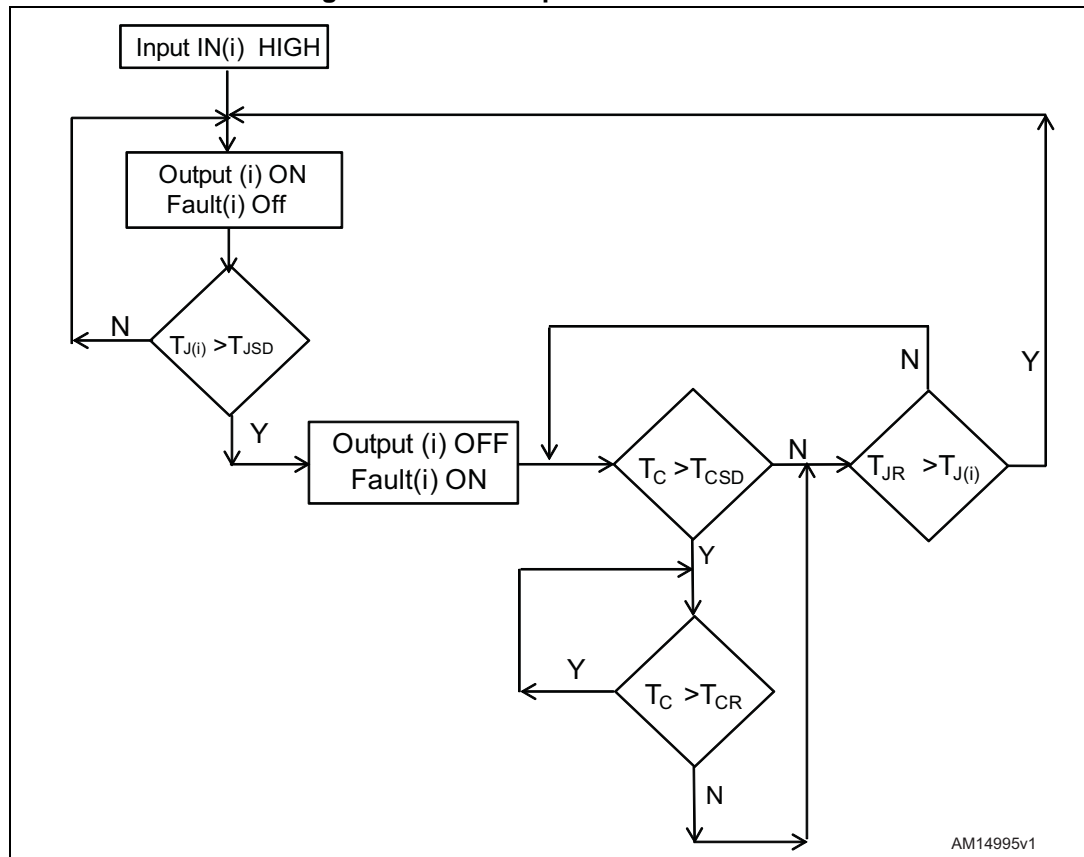 Input IN(i) HIGH
Output (i) ON
Fault(i) Off
N
TJ(i) >TJSD
Y
Output (i) OFF
Fault(i) ON
TC >TCSD
N
TJR >TJ(i)
N
Y
Y
TC >TCR
Y
N
AM14995v1